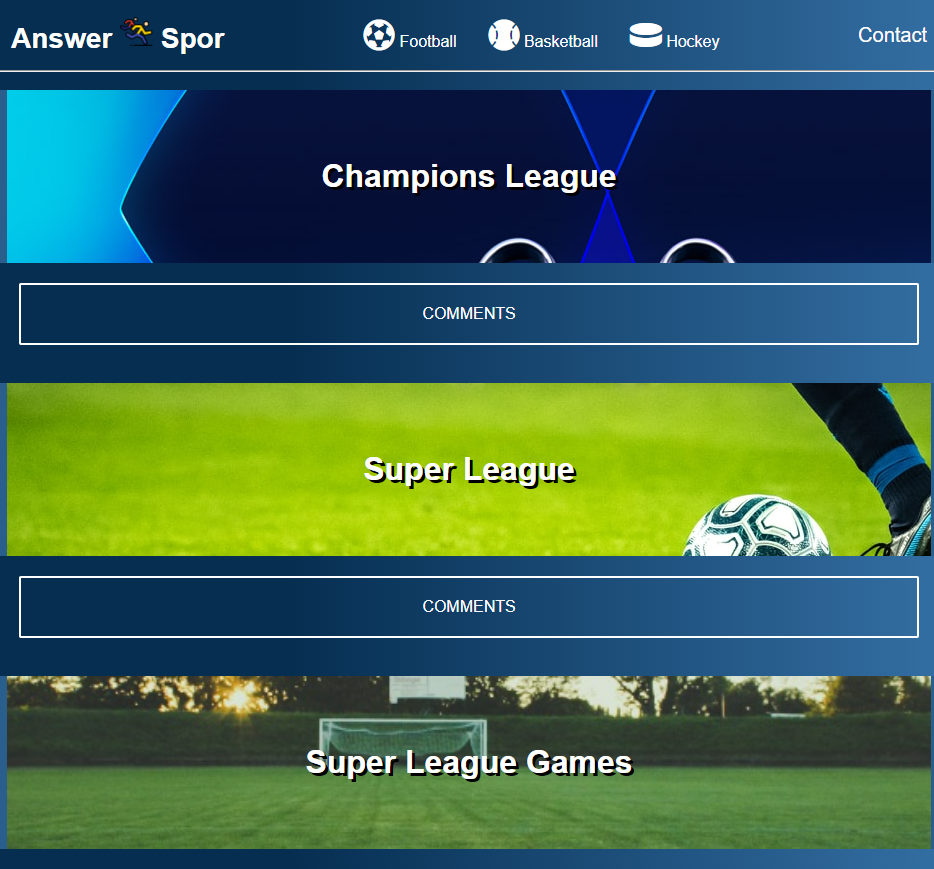 Answer Spor
Football
Basketball
Hockey
Contact
Champions League
COMMENTS
Super League
COMMENTS
Super League Games